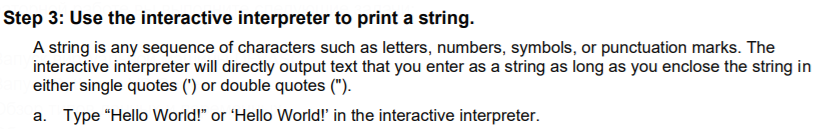 Step 3: Use the interactive interpreter to print a string.
A string is any sequence of characters such as letters, numbers, symbols, or punctuation marks. The
interactive interpreter will directly output text that you enter as a string as long as you enclose the string in
either single quotes (') or double quotes (").
a. Type “Hello World!” or ‘Hello World!’ in the interactive interpreter.